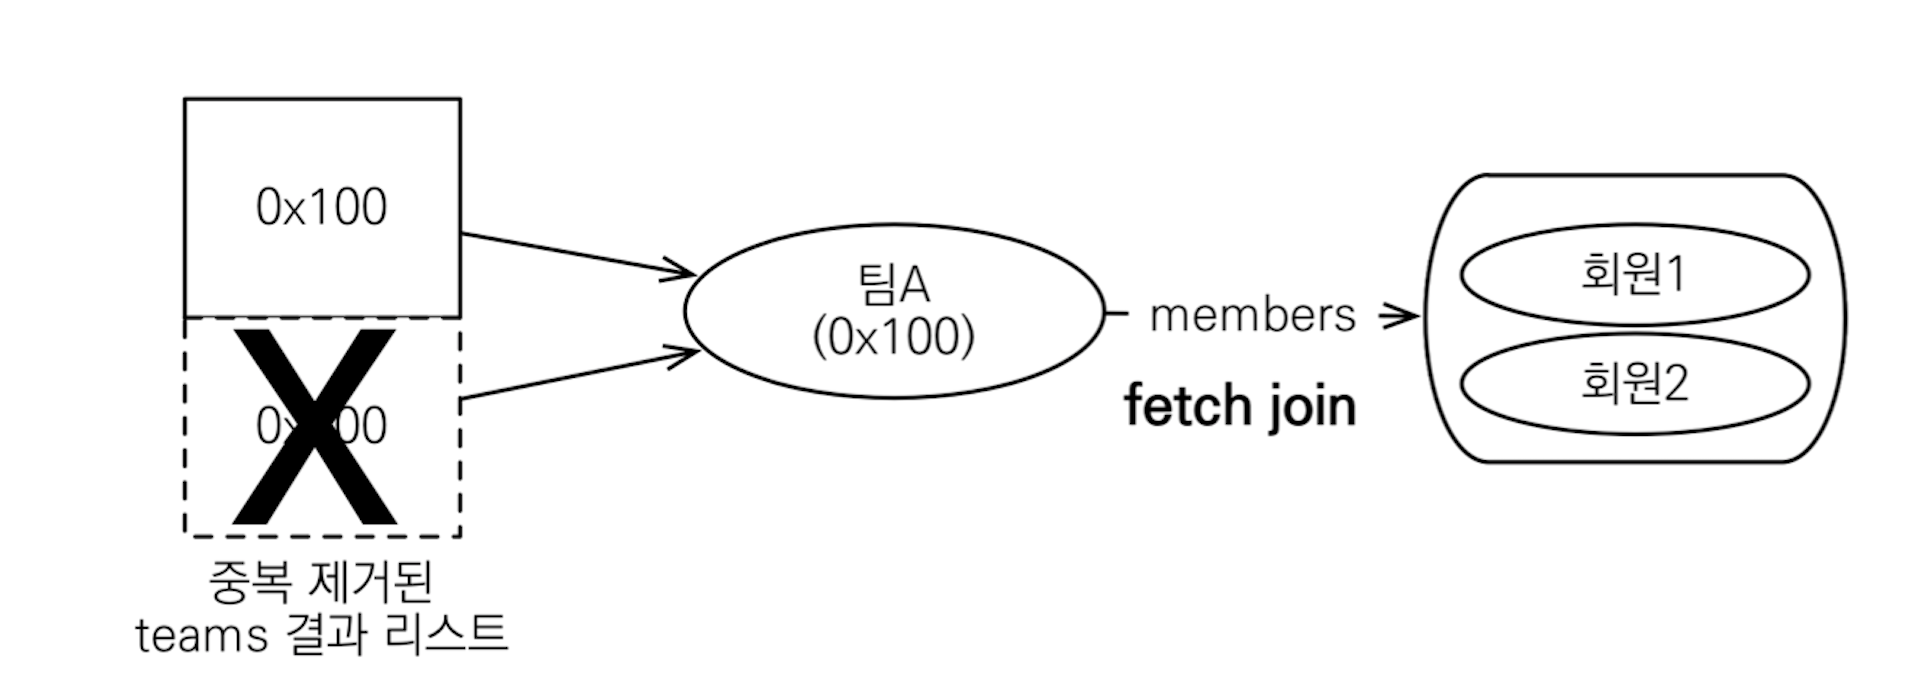 0x100
중복 제거된
teams 결과 리스트
팀A
(0x100)
members
fetch join
회원1
회원2